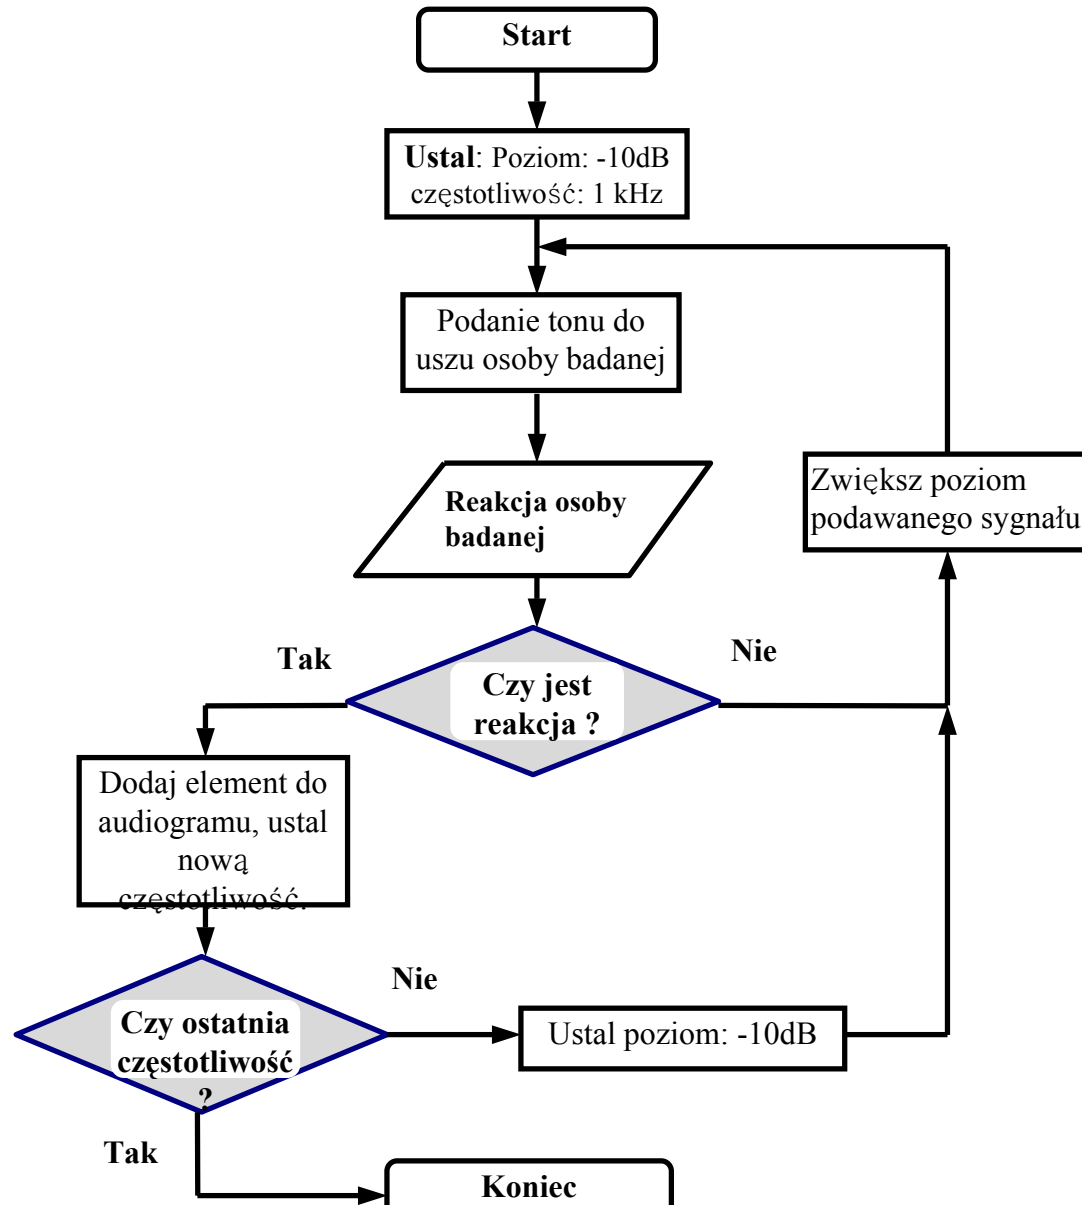 Start
Ustal: Poziom: -10dB
częstotliwość: 1 kHz
Podanie tonu do
uszu osoby badanej
Zwiększ poziom
podawanego sygnału
Reakcja osoby
badanej
Tak
Nie
Czy jest
reakcja ?
Dodaj element do
audiogramu, ustal
nową
częstotliwość.
Nie
Czy ostatnia
częstotliwość
?
Ustal poziom: -10dB
Tak
Koniec